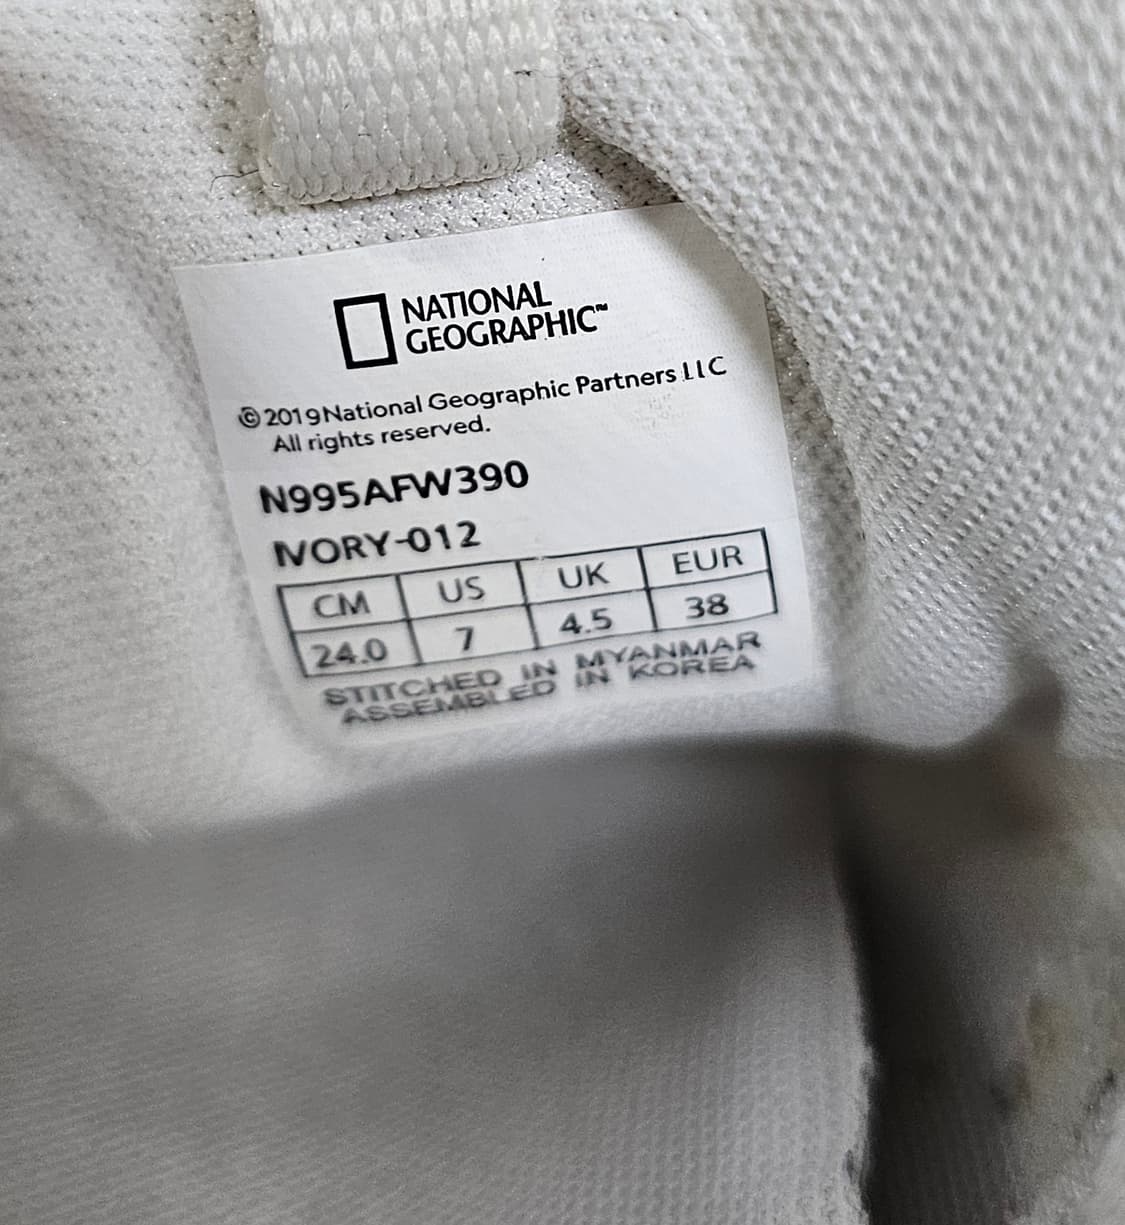 NATIONAL
GEOGRAPHIC™
©2019 National Geographic Partners LLC
All rights reserved.
N995AFW390
IVORY-012
CM US UK EUR
24.0 7 4.5 38
STITCHED IN MYANMAR
ASSEMBLED IN KOREA